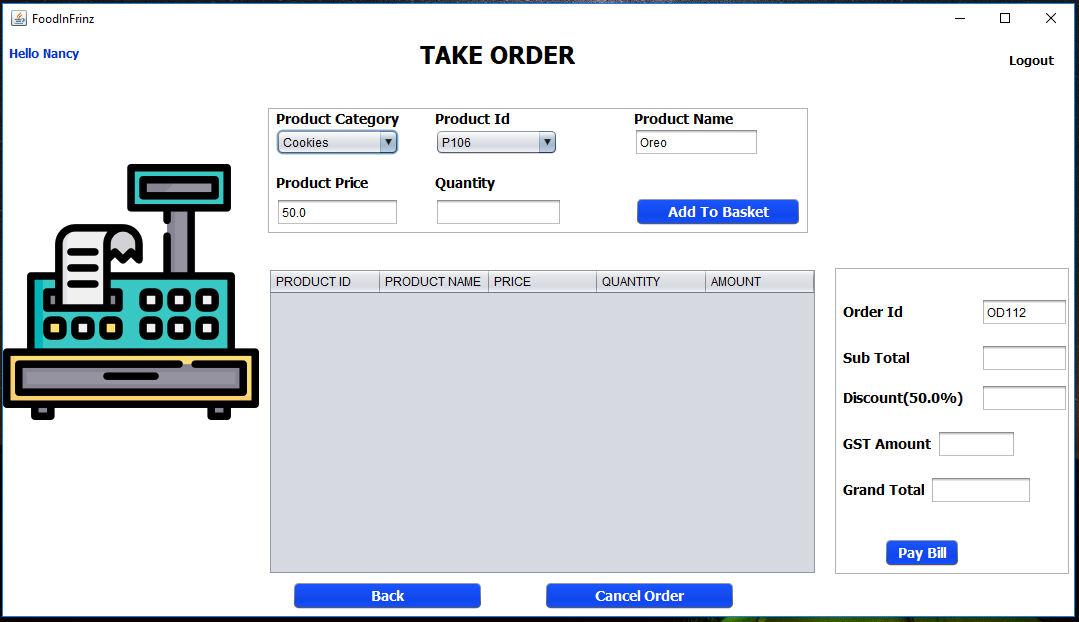 FoodInFrinz
Hello Nancy
TAKE ORDER
Logout
Product Category
Product Id
Product Name
Cookies
P106
Oreo
Product Price
Quantity
50.0
Add To Basket
PRODUCT ID
PRODUCT NAME
PRICE
QUANTITY
AMOUNT
Order Id
OD112
Sub Total
Discount(50.0%)
GST Amount
Grand Total
Pay Bill
Back
Cancel Order